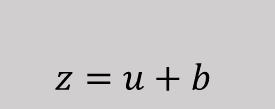 z = u + b